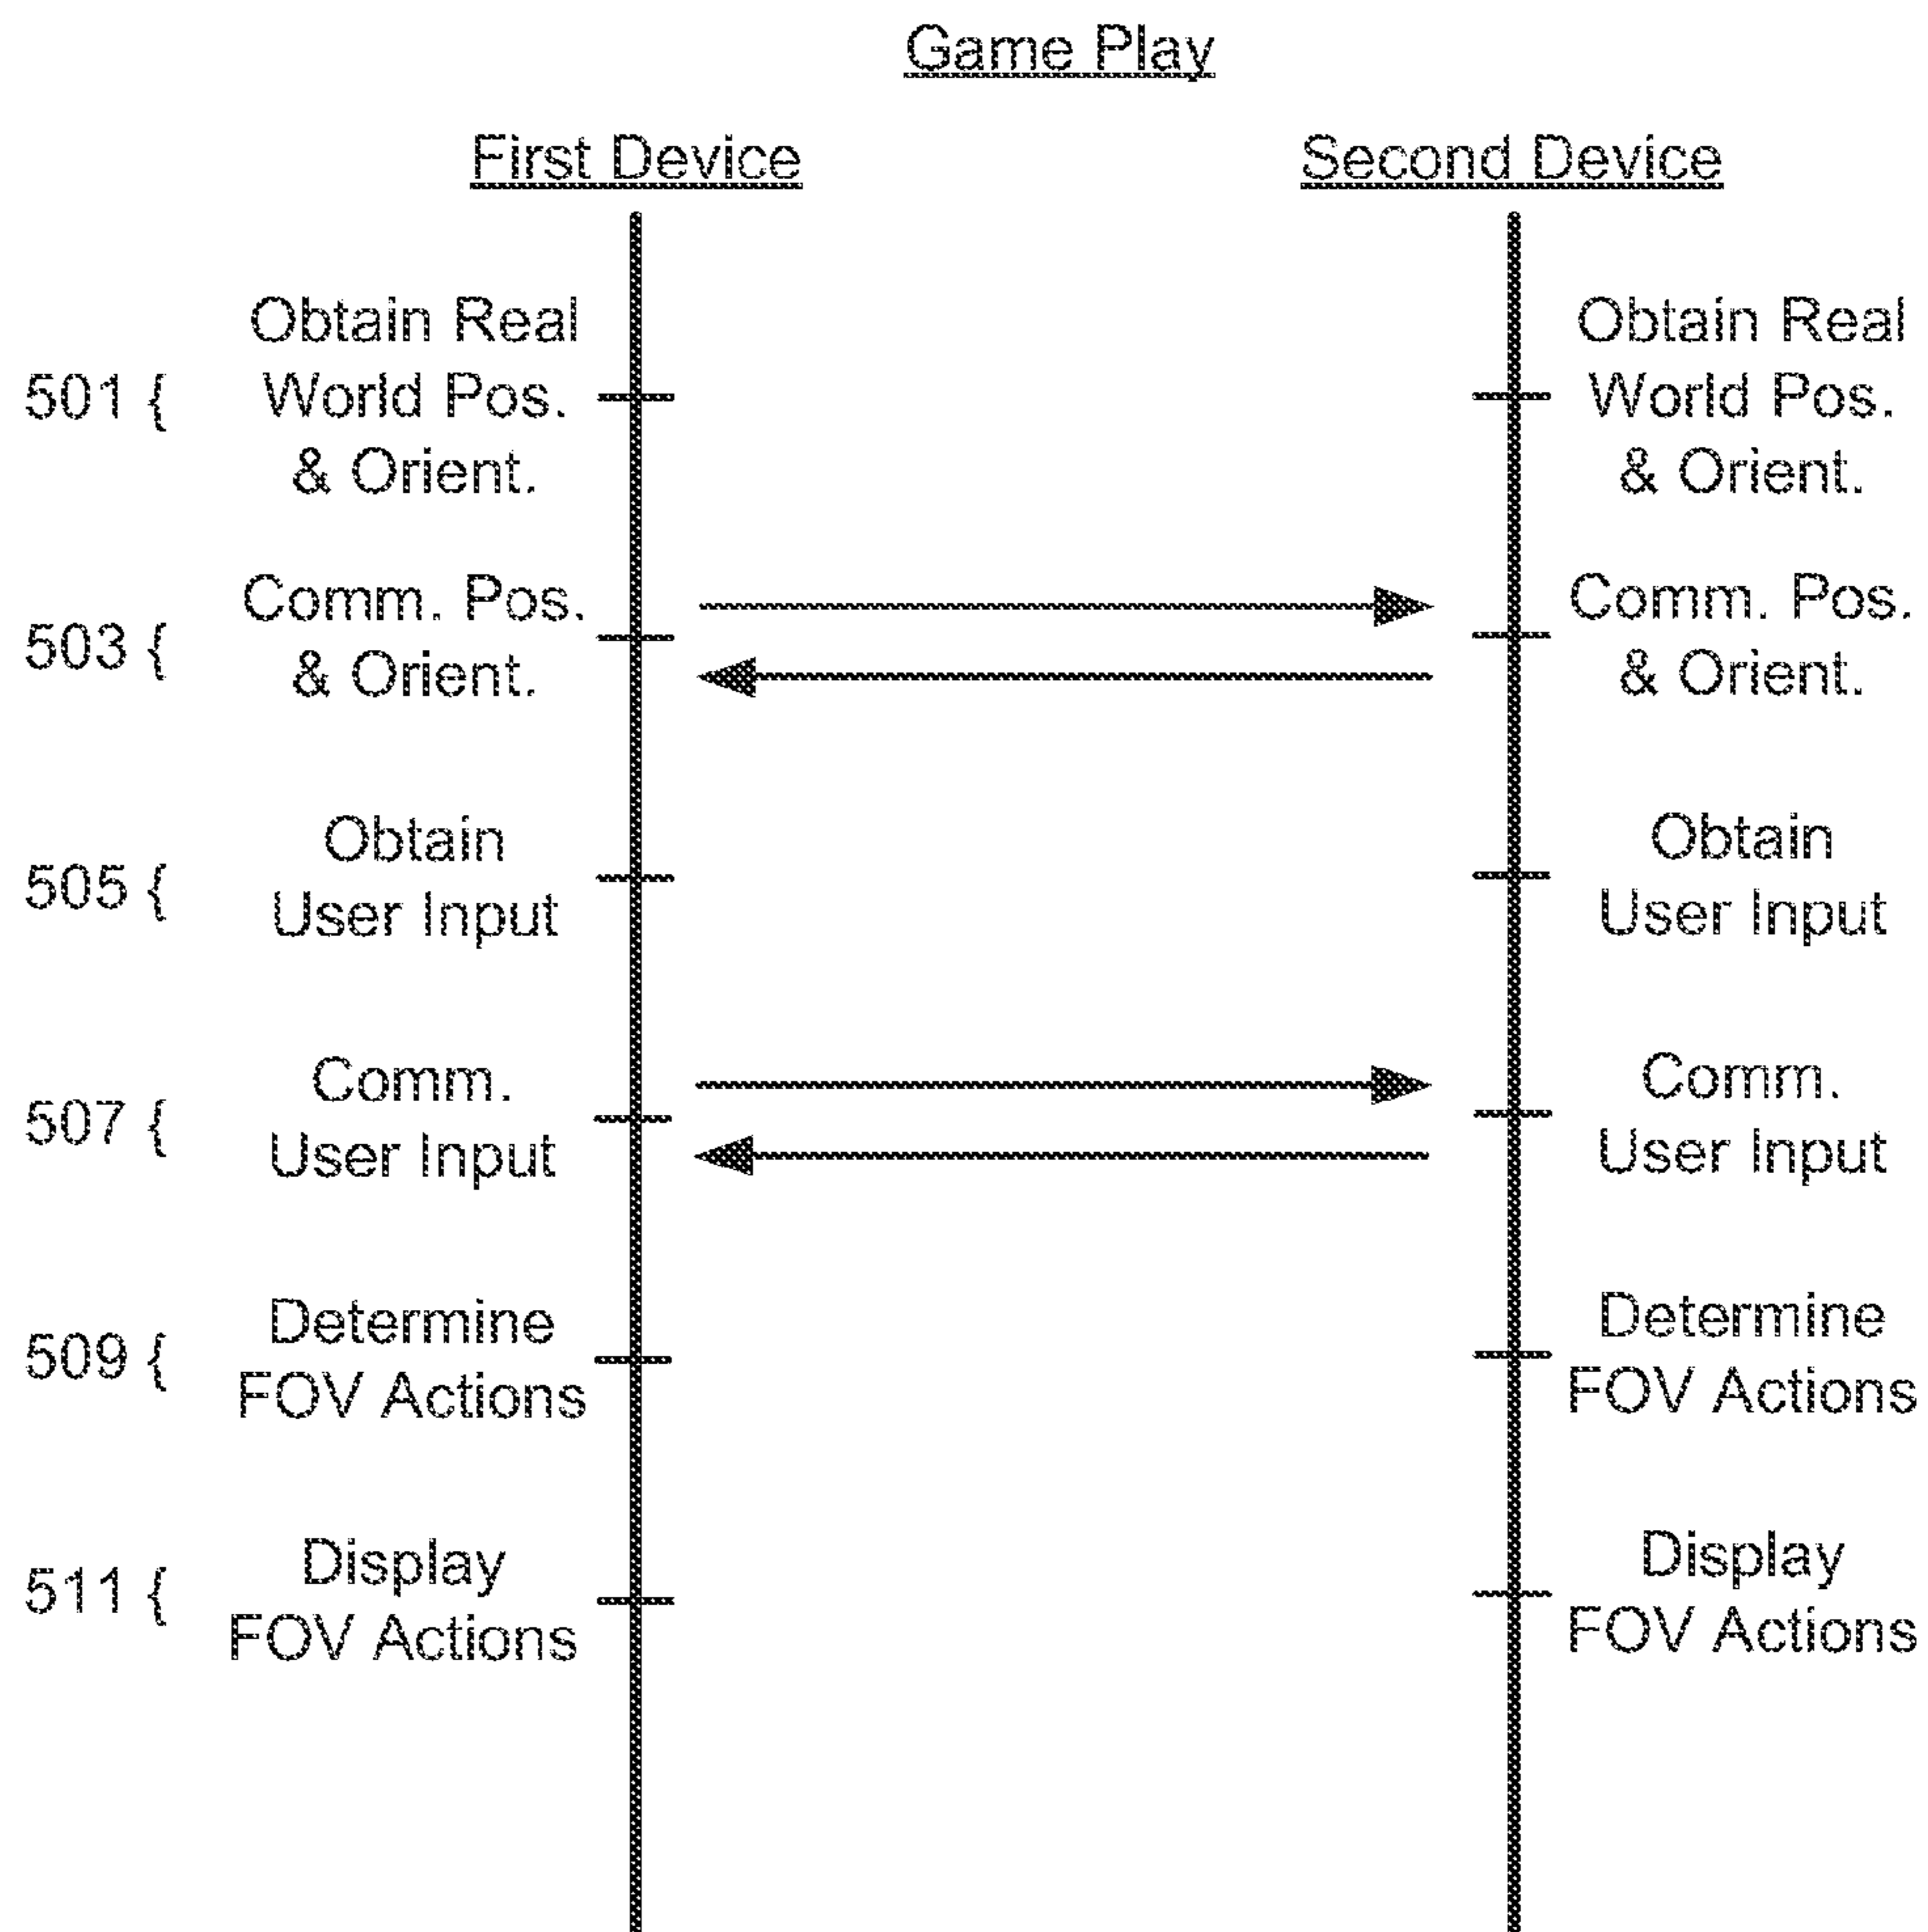 Game Play
First Device
Second Device
501 {
Obtain Real
World Pos.
& Orient.
Obtain Real
World Pos.
& Orient.
503 {
Comm. Pos.
& Orient.
Comm. Pos.
& Orient.
505 {
Obtain
User Input
Obtain
User Input
507 {
Comm.
User Input
Comm.
User Input
509 {
Determine
FOV Actions
Determine
FOV Actions
511 {
Display
FOV Actions
Display
FOV Actions